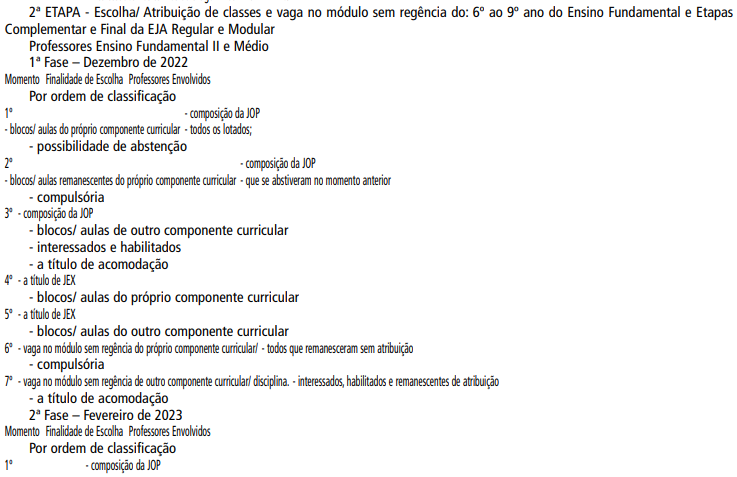 2ª ETAPA - Escolha/ Atribuição de classes e vaga no módulo sem regência do: 6º ao 9º ano do Ensino Fundamental e Etapas
Complementar e Final da EJA Regular e Modular
Professores Ensino Fundamental II e Médio
1ª Fase – Dezembro de 2022
Momento Finalidade de Escolha Professores Envolvidos
Por ordem de classificação
1º - composição da JOP
- blocos/ aulas do próprio componente curricular - todos os lotados;
- possibilidade de abstenção
2º - composição da JOP
- blocos/ aulas remanescentes do próprio componente curricular - que se abstiveram no momento anterior
- compulsória
3º - composição da JOP
- blocos/ aulas de outro componente curricular
- interessados e habilitados
- a título de acomodação
4º - a título de JEX
- blocos/ aulas do próprio componente curricular
5º - a título de JEX
- blocos/ aulas do outro componente curricular
6º - vaga no módulo sem regência do próprio componente curricular/ - todos que remanesceram sem atribuição
- compulsória
7º - vaga no módulo sem regência de outro componente curricular/ disciplina. - interessados, habilitados e remanescentes de atribuição
- a título de acomodação
2ª Fase – Fevereiro de 2023
Momento Finalidade de Escolha Professores Envolvidos
Por ordem de classificação
1º - composição da JOP